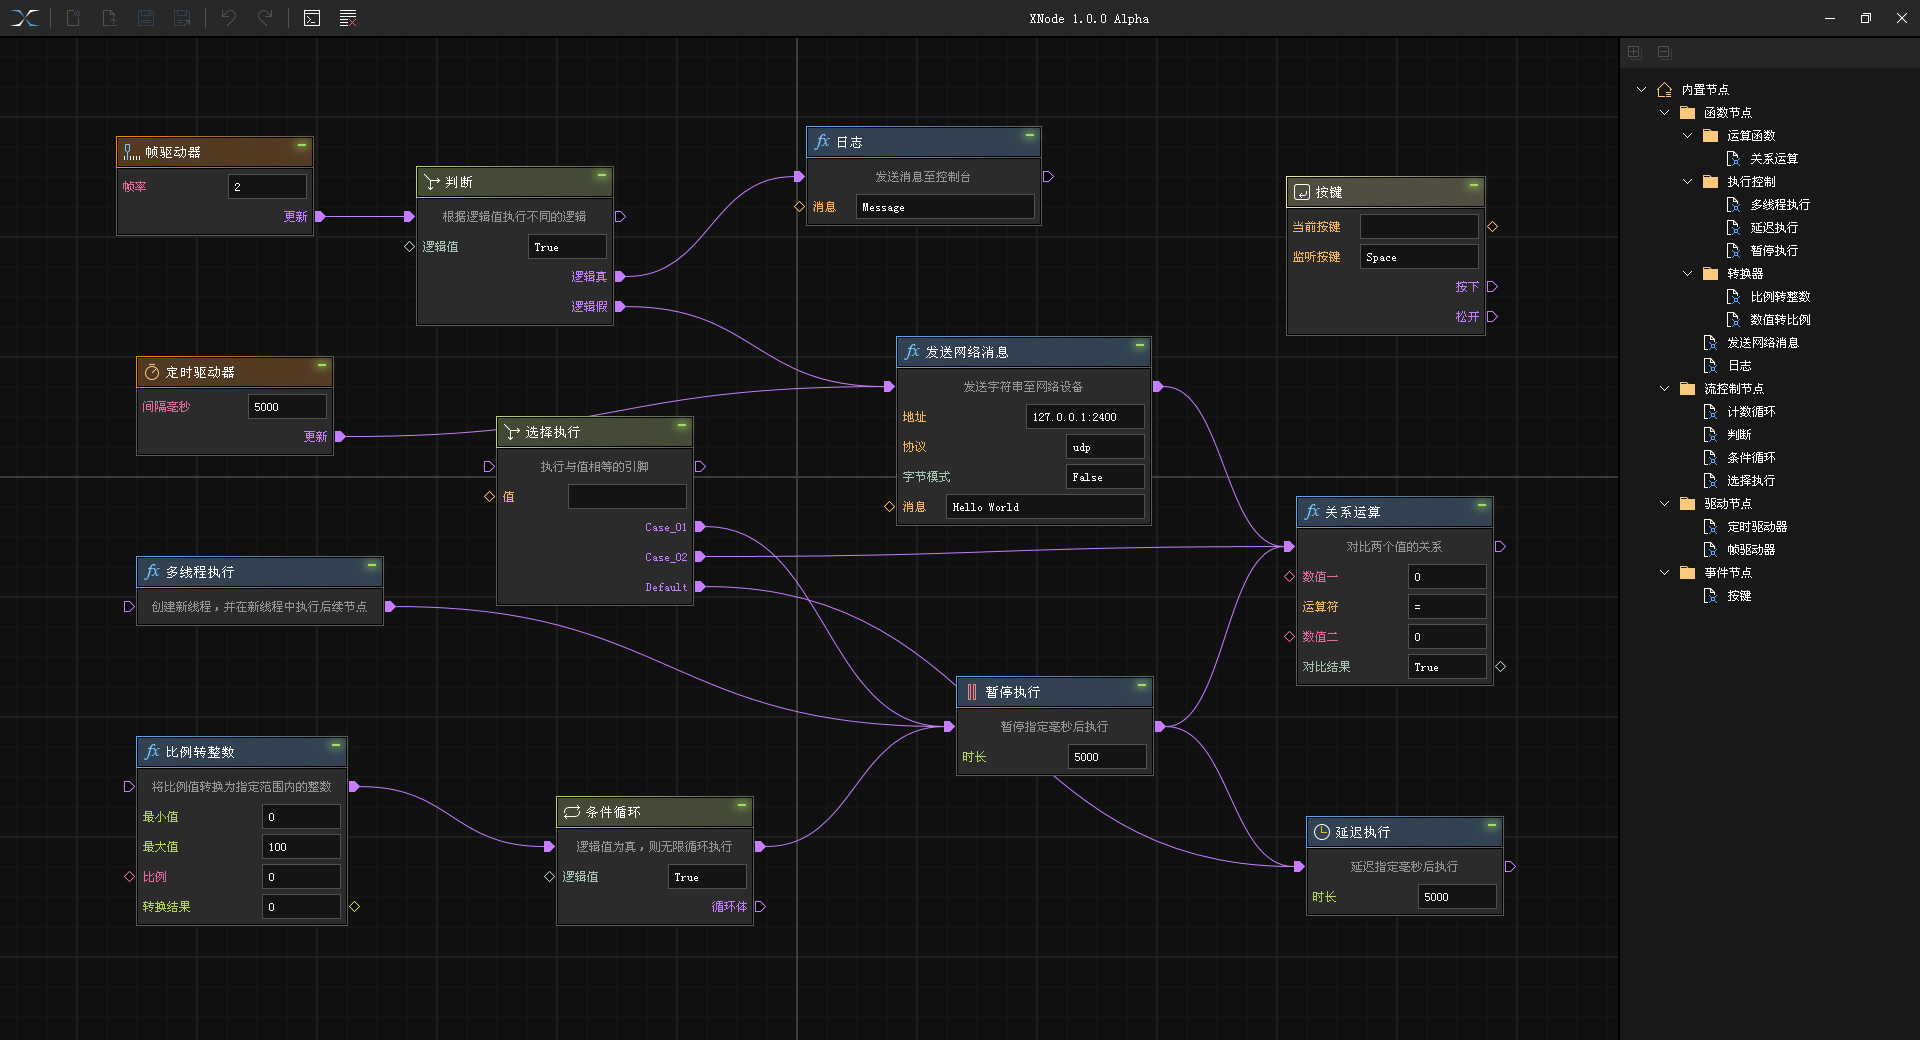 XNode 1.0.0 Alpha
帧驱动器
帧率
2
更新
判断
根据逻辑值执行不同的逻辑
逻辑值
True
逻辑真
逻辑假
fx 日志
发送消息至控制台
消息
Message
按键
当前按键
监听按键
Space
按下
松开
定时驱动器
间隔毫秒
5000
更新
选择执行
执行与值相等的引脚
值
Case_01
Case_02
Default
fx 发送网络消息
发送字符串至网络设备
地址
127.0.0.1:2400
协议
udp
字节模式
False
消息
Hello World
fx 关系运算
对比两个值的关系
数值一
0
运算符
=
数值二
0
对比结果
True
fx 多线程执行
创建新线程，并在新线程中执行后续节点
暂停执行
暂停指定毫秒后执行
时长
5000
fx 比例转整数
将比例值转换为指定范围内的整数
最小值
0
最大值
100
比例
0
转换结果
0
条件循环
逻辑值为真，则无限循环执行
逻辑值
True
循环体
延迟执行
延迟指定毫秒后执行
时长
5000
内置节点
函数节点
运算函数
关系运算
执行控制
多线程执行
延迟执行
暂停执行
转换器
比例转整数
数值转比例
发送网络消息
日志
流控制节点
计数循环
判断
条件循环
选择执行
驱动节点
定时驱动器
帧驱动器
事件节点
按键